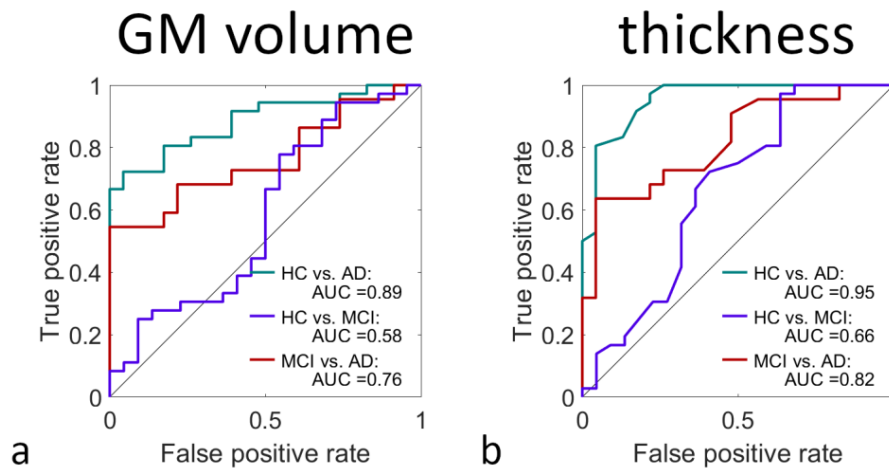 GM volume
1
0.8
0.6
0.4
0.2
0
True positive rate
HC vs. AD:
AUC =0.89
HC vs. MCI:
AUC =0.58
MCI vs. AD:
AUC =0.76
0
0.5
1
False positive rate
a
thickness
1
0.8
0.6
0.4
0.2
0
True positive rate
HC vs. AD:
AUC =0.95
HC vs. MCI:
AUC =0.66
MCI vs. AD:
AUC =0.82
0
0.5
False positive rate
b